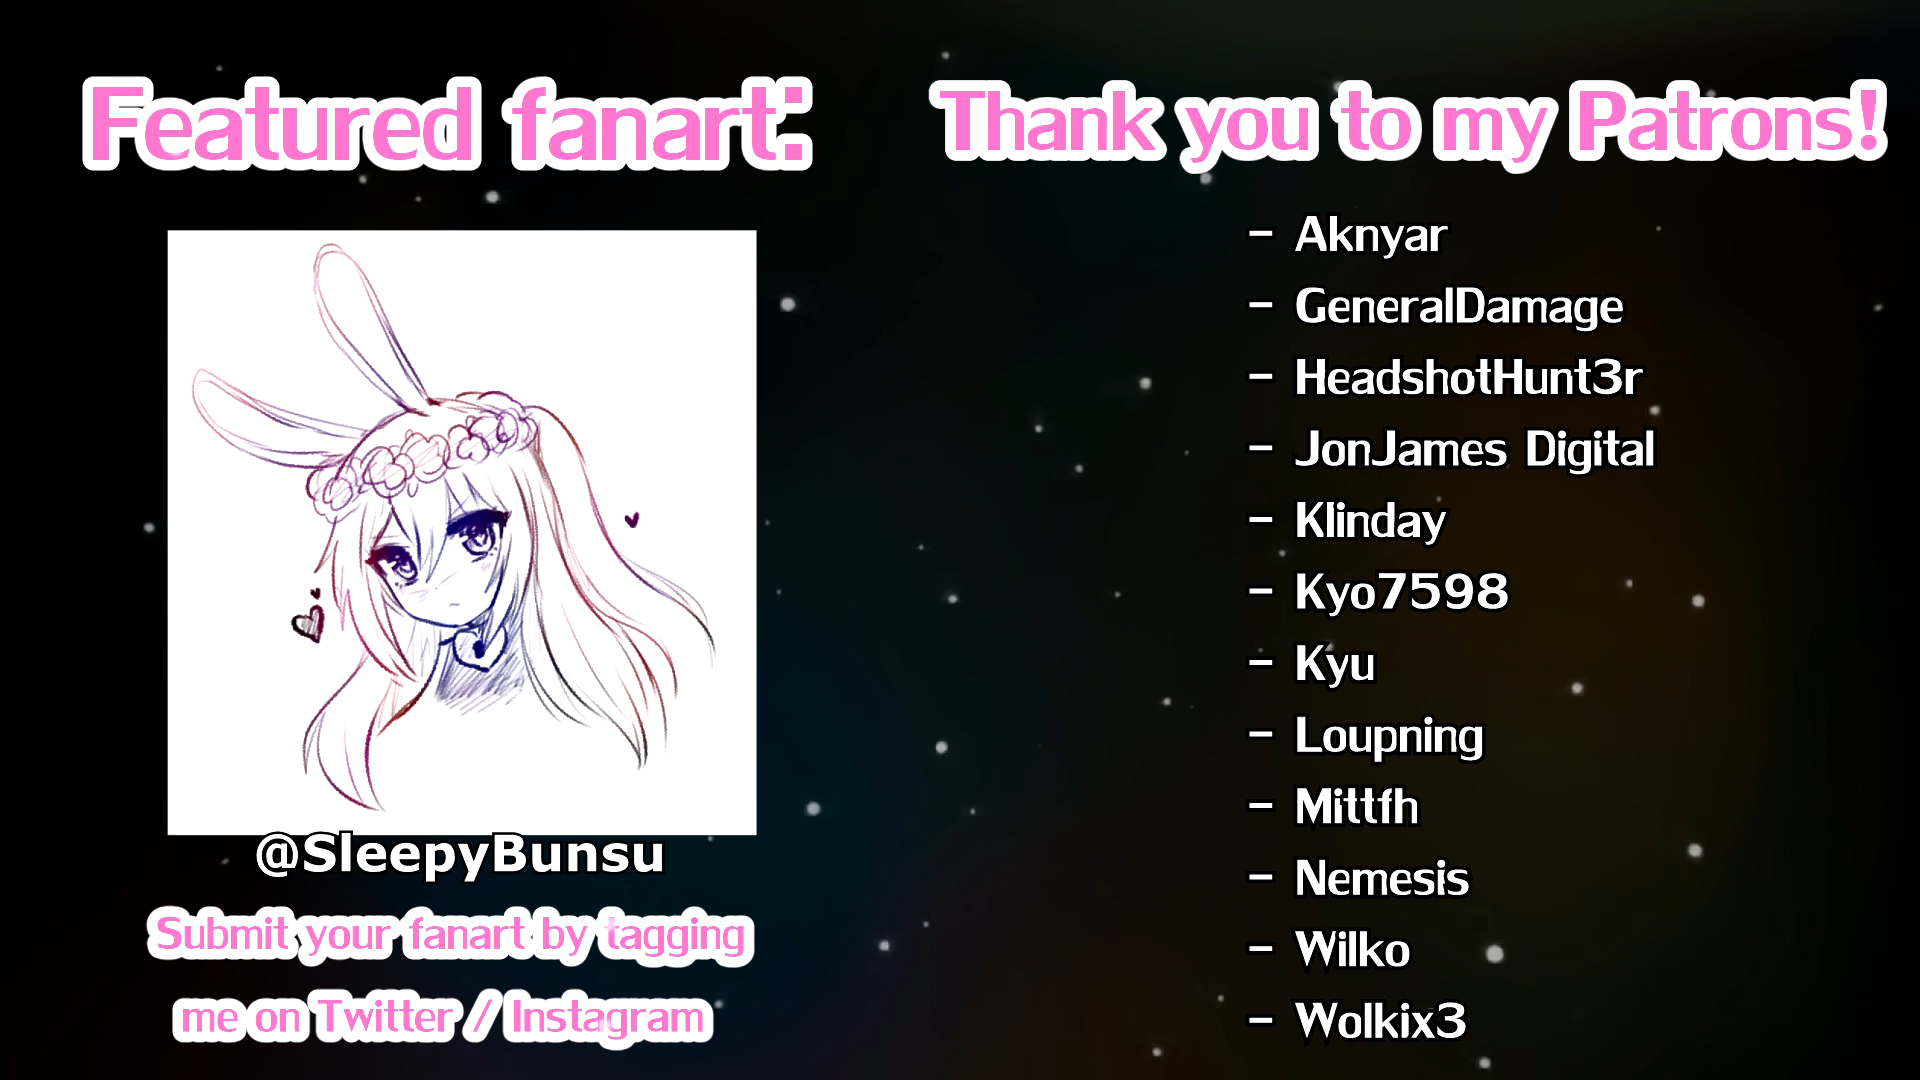 Featured fanart:
@SleepyBunsu
Submit your fanart by tagging
me on Twitter / Instagram
Thank you to my Patrons!
- Aknyar
- GeneralDamage
- HeadshotHunt3r
- JonJames Digital
- Klinday
- Kyo7598
- Kyu
- Loupning
- Mittfh
- Nemesis
- Wilko
- Wolkix3